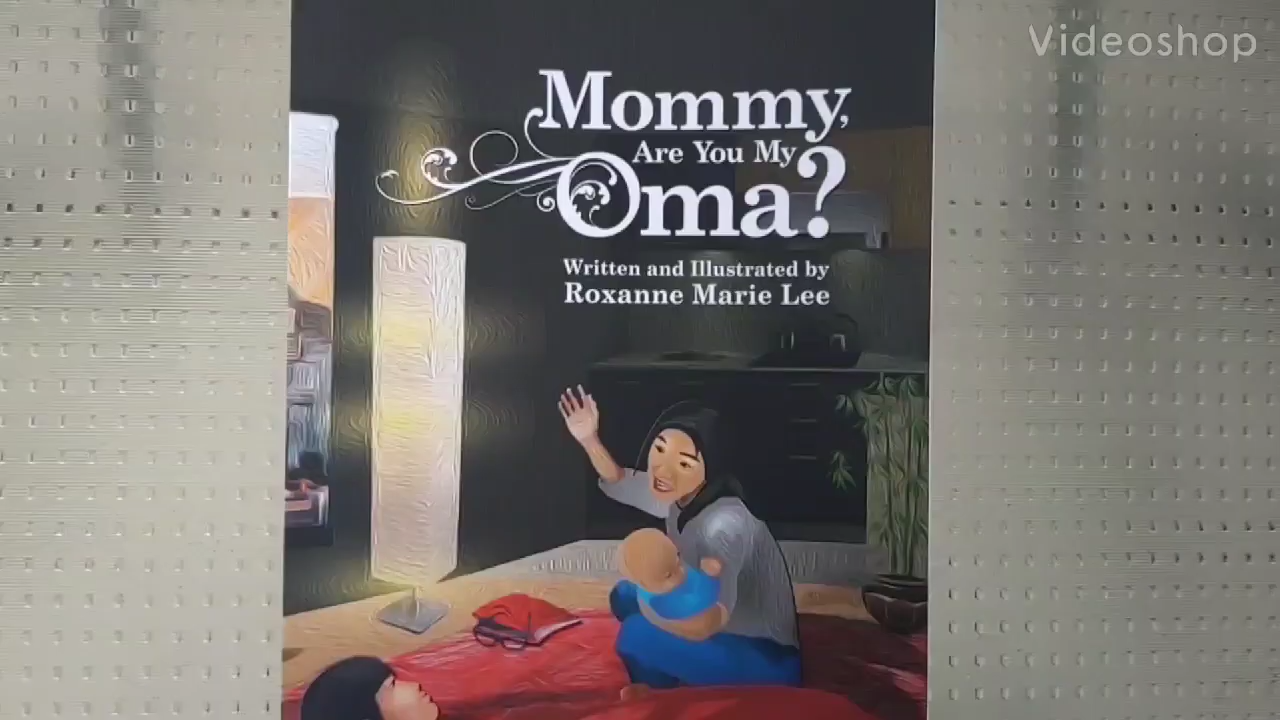 Videoshop
Mommy,
Are You My
Oma?
Written and Illustrated by
Roxanne Marie Lee